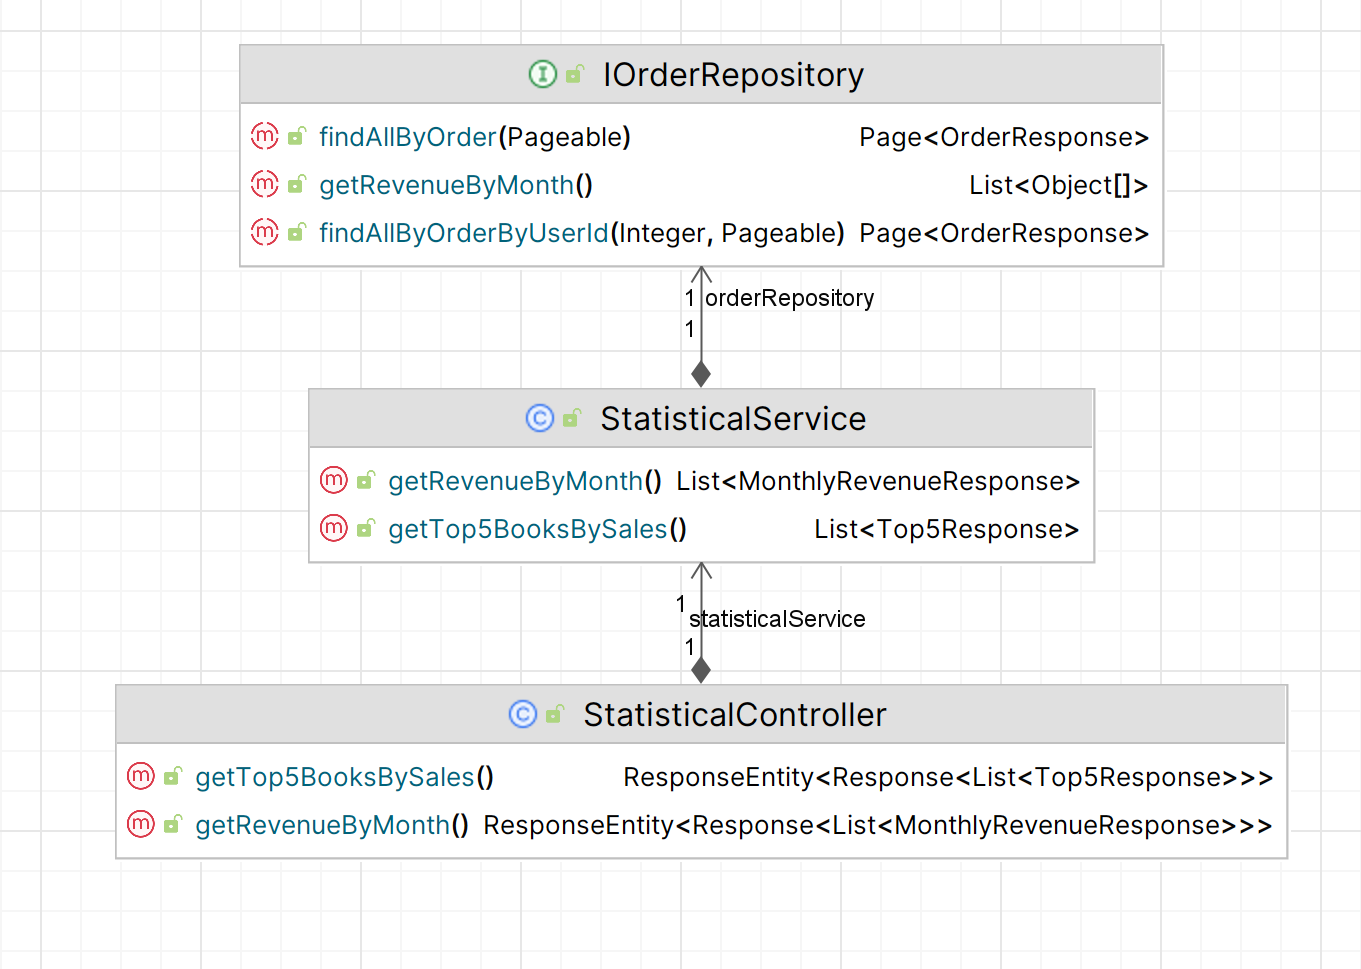 I IOrderRepository
m findAllByOrder(Pageable) Page<OrderResponse>
m getRevenueByMonth() List<Object[]>
m findAllByOrderByUserId(Integer, Pageable) Page<OrderResponse>
1 orderRepository
1
C StatisticalService
m getRevenueByMonth() List<MonthlyRevenueResponse>
m getTop5BooksBySales() List<Top5Response>
1
statisticalService
1
C StatisticalController
m getTop5BooksBySales() ResponseEntity<Response<List<Top5Response>>>
m getRevenueByMonth() ResponseEntity<Response<List<MonthlyRevenueResponse>>>